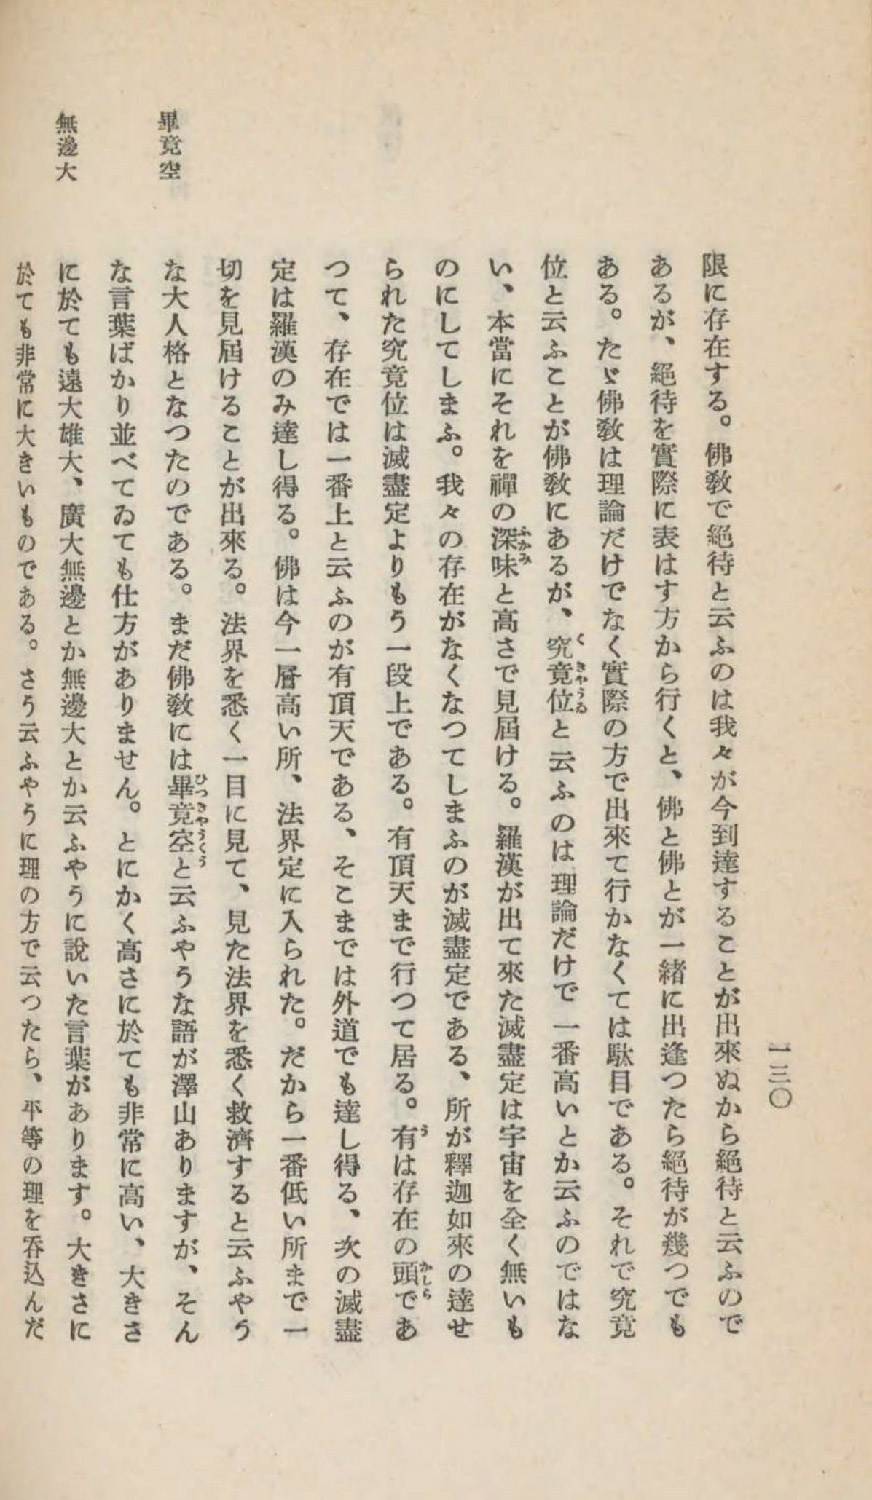 一三〇
限に存在する。佛敎で絕待と云ふのは我々が今到達することが出來ぬから絕待と云ふので
あるが、絕待を實際に表はす方から行くと、佛と佛とが一緖に出逢つたら絕待が幾つでも
ある。たゞ佛敎は理論だけでなく實際の方で出來て行かなくては駄目である。それで究竟
位と云ふことが佛敎にあるが、究竟位と云ふのは理論だけで一番高いとか云ふのではな
い、本當にそれを禪の深味と高さで見屆ける。羅漢が出て來た滅盡定は宇宙を全く無いも
のにしてしまふ。我々の存在がなくなつてしまふのが滅盡定である、所が釋迦如來の達せ
られた究竟位は滅盡定よりもう一段上である。有頂天まで行つて居る。有は存在の頭であ
つて、存在では一番上と云ふのが有頂天である、そこまでは外道でも達し得る、次の滅盡
定は羅漢のみ達し得る。佛は今一層高い所、法界定に入られた。だから一番低い所まで一
切を見屆けることが出來る。法界を悉く一目に見て、見た法界を悉く救濟すると云ふやう
畢竟空
な大人格となつたのである。まだ佛敎には畢竟空と云ふやうな語が澤山ありますが、そん
な言葉ばかり並べてゐても仕方がありません。とにかく高さに於ても非常に高い、大きさ
無邊大
に於ても遠大雄大、廣大無邊とか無邊大とか云ふやうに說いた言葉があります。大きさに
於ても非常に大きいものである。さう云ふやうに理の方で云つたら、平等の理を吞込んだ